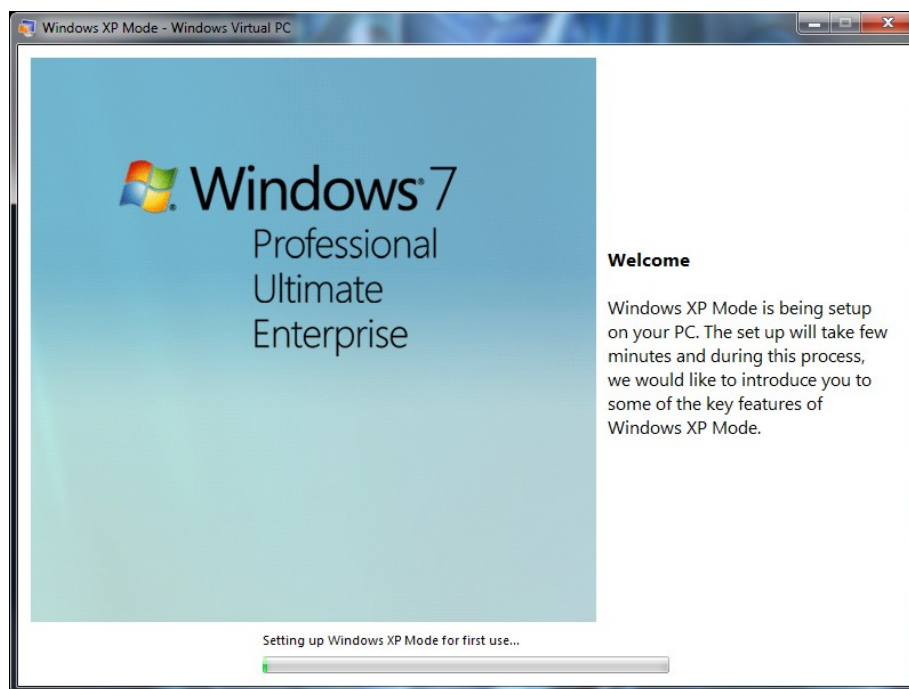 Windows XP Mode - Windows Virtual PC
Windows® 7
Professional
Ultimate
Enterprise
Welcome
Windows XP Mode is being setup
on your PC. The set up will take few
minutes and during this process,
we would like to introduce you to
some of the key features of
Windows XP Mode.
Setting up Windows XP Mode for first use...